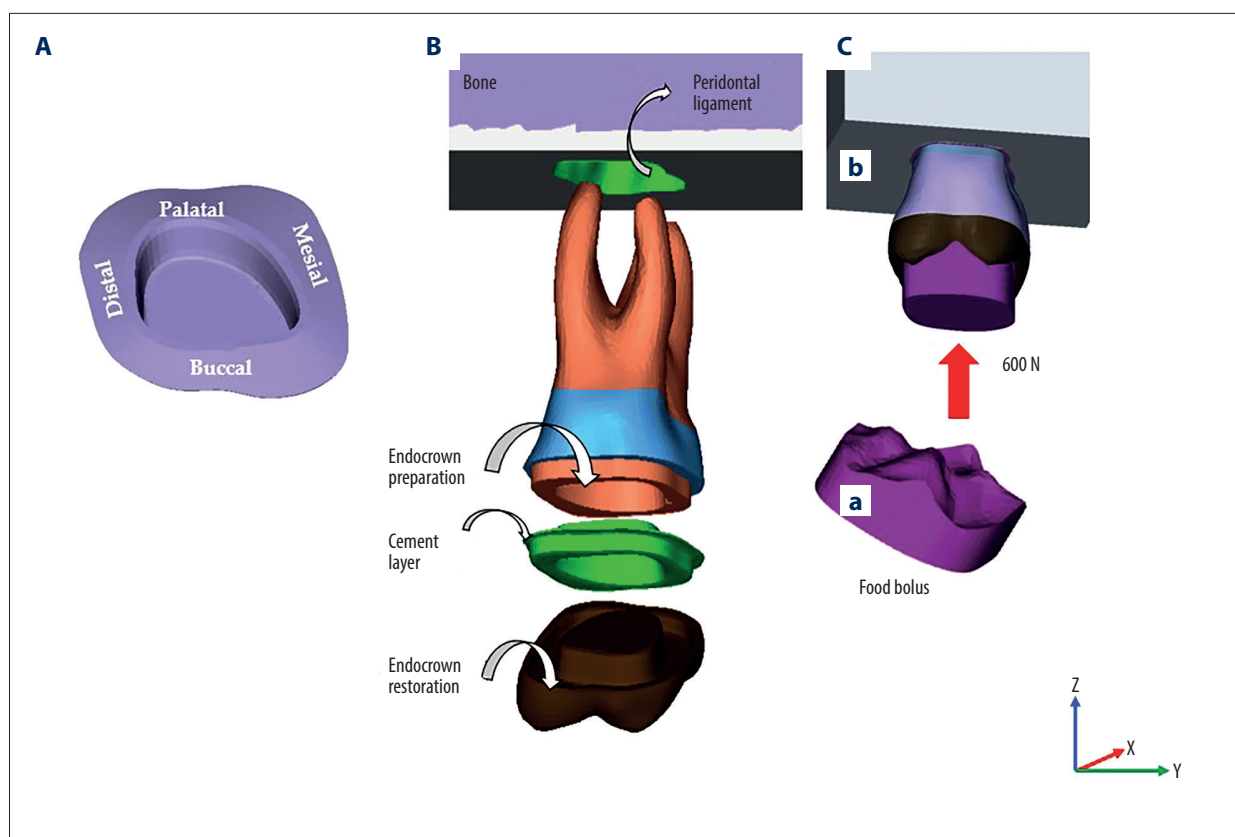 A
Palatal
Mesial
Distal
Buccal
B
Bone
Peridontal
ligament
Endocrown
preparation
Cement
layer
Endocrown
restoration
C
b
600 N
a
Food bolus
Z
X
Y